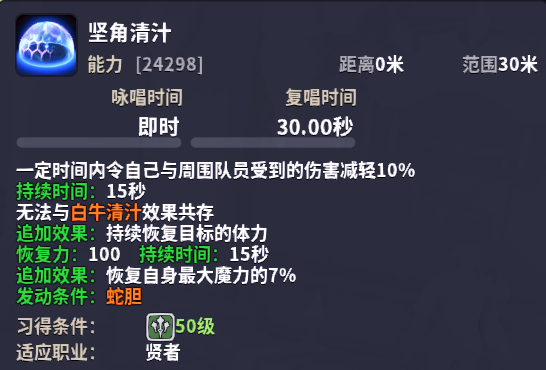 坚角清汁
能力 [24298] 距离0米 范围30米
咏唱时间 复唱时间
即时 30.00秒
一定时间内令自己与周围队员受到的伤害减轻10%
持续时间：15秒
无法与白牛清汁效果共存
追加效果：持续恢复目标的体力
恢复力：100 持续时间：15秒
追加效果：恢复自身最大魔力的7%
发动条件：蛇胆
习得条件： 50级
适应职业： 贤者